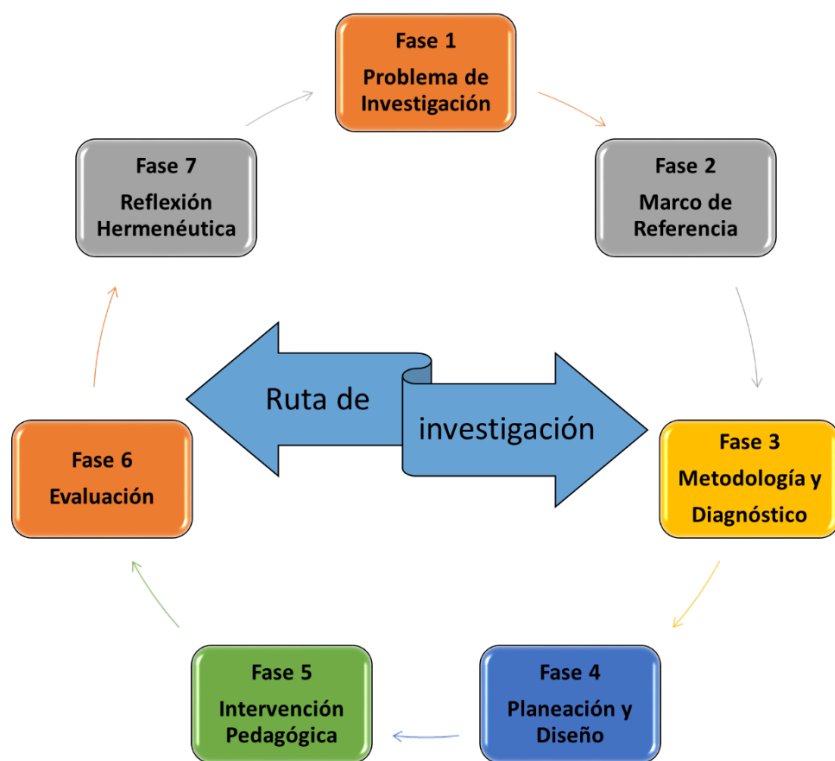 Fase 1
Problema de
Investigación
Fase 2
Marco de
Referencia
Fase 3
Metodología y
Diagnóstico
Fase 4
Planeación y
Diseño
Fase 5
Intervención
Pedagógica
Fase 6
Evaluación
Fase 7
Reflexión
Hermenéutica
Ruta de
investigación